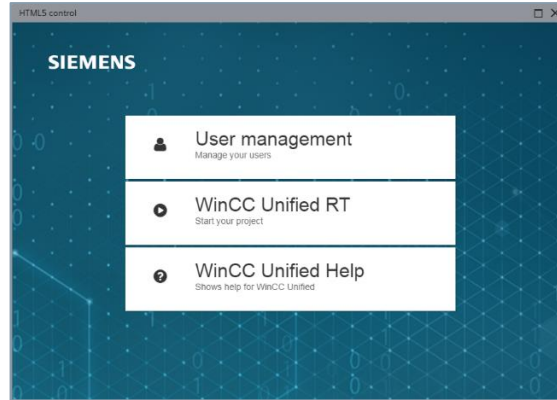 HTML5 control
SIEMENS
User management
Manage your users
WinCC Unified RT
Start your project
WinCC Unified Help
Shows help for WinCC Unified